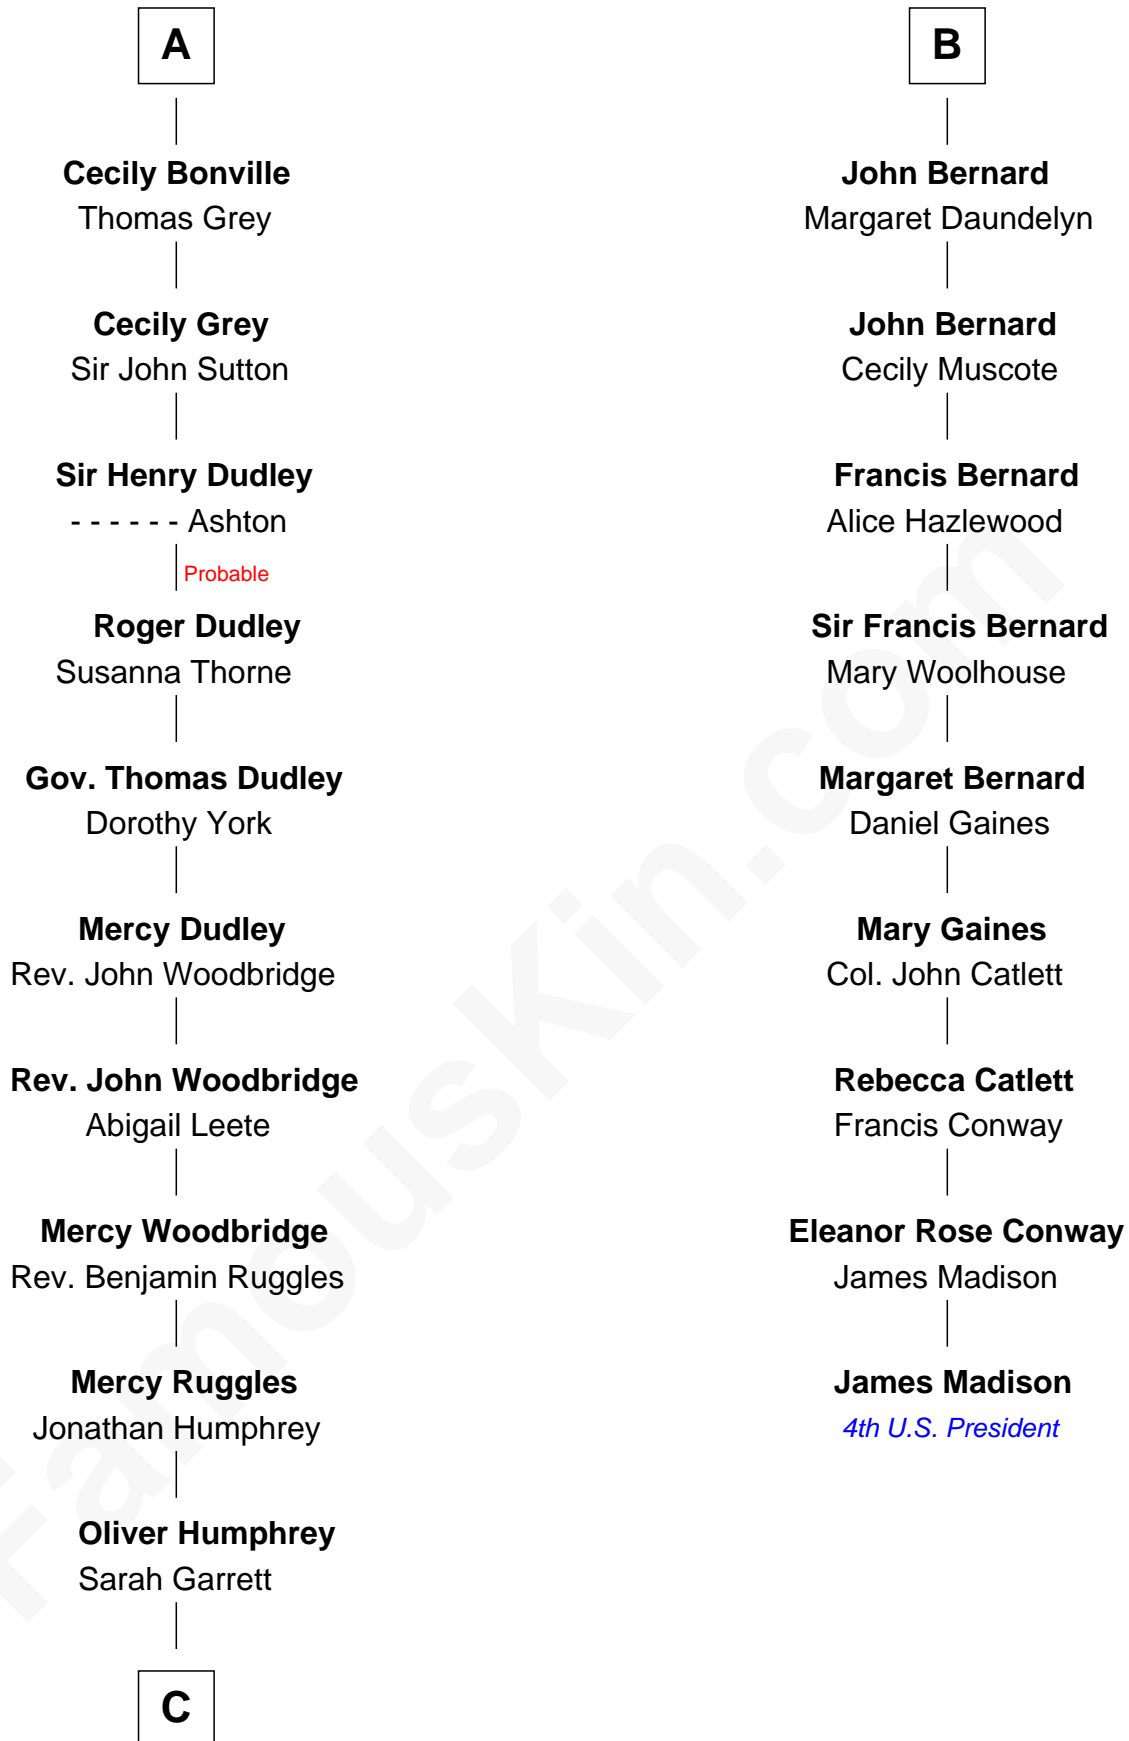 A
Cecily Bonville
Thomas Grey
Cecily Grey
Sir John Sutton
Sir Henry Dudley
- - - - - - Ashton
Probable
Roger Dudley
Susanna Thorne
Gov. Thomas Dudley
Dorothy York
Mercy Dudley
Rev. John Woodbridge
Rev. John Woodbridge
Abigail Leete
Mercy Woodbridge
Rev. Benjamin Ruggles
Mercy Ruggles
Jonathan Humphrey
Oliver Humphrey
Sarah Garrett
C
B
John Bernard
Margaret Daundelyn
John Bernard
Cecily Muscote
Francis Bernard
Alice Hazlewood
Sir Francis Bernard
Mary Woolhouse
Margaret Bernard
Daniel Gaines
Mary Gaines
Col. John Catlett
Rebecca Catlett
Francis Conway
Eleanor Rose Conway
James Madison
James Madison
4th U.S. President
FamousKin.com